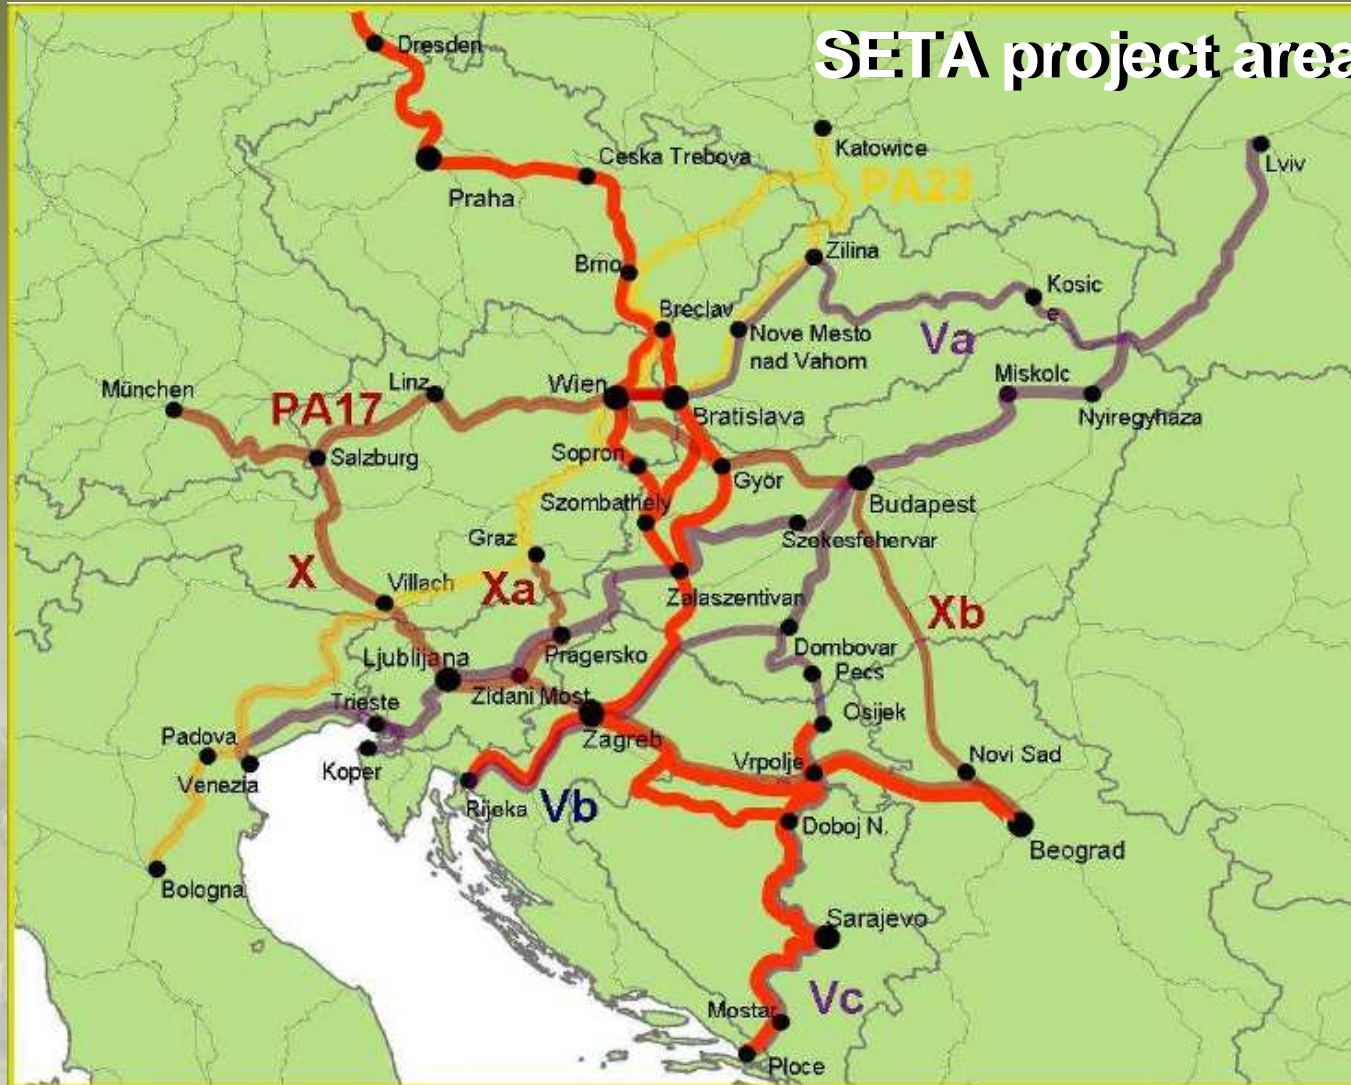 SETA project area
Dresden
Katowice
Ceska Trebova
Lviv
PA23
Praha
Zilina
Brno
Kosic
e
Breclav
Nove Mesto
nad Vahom
Va
Miskolc
München
Linz
Wien
PA17
Bratislava
Nyiregyhaza
Salzburg
Sopron
Györ
Szombathely
Budapest
Graz
Szekesfehervar
X
Villach
Xa
Zalaszentivan
Xb
Pragersko
Dombovar
Ljublijana
Pecs
Zidani Most
Trieste
Osijek
Padova
Zagreb
Vrpolje
Novi Sad
Koper
Venezia
Rijeka
Vb
Doboj N.
Beograd
Bologna
Sarajevo
Vc
Mostar
Ploce